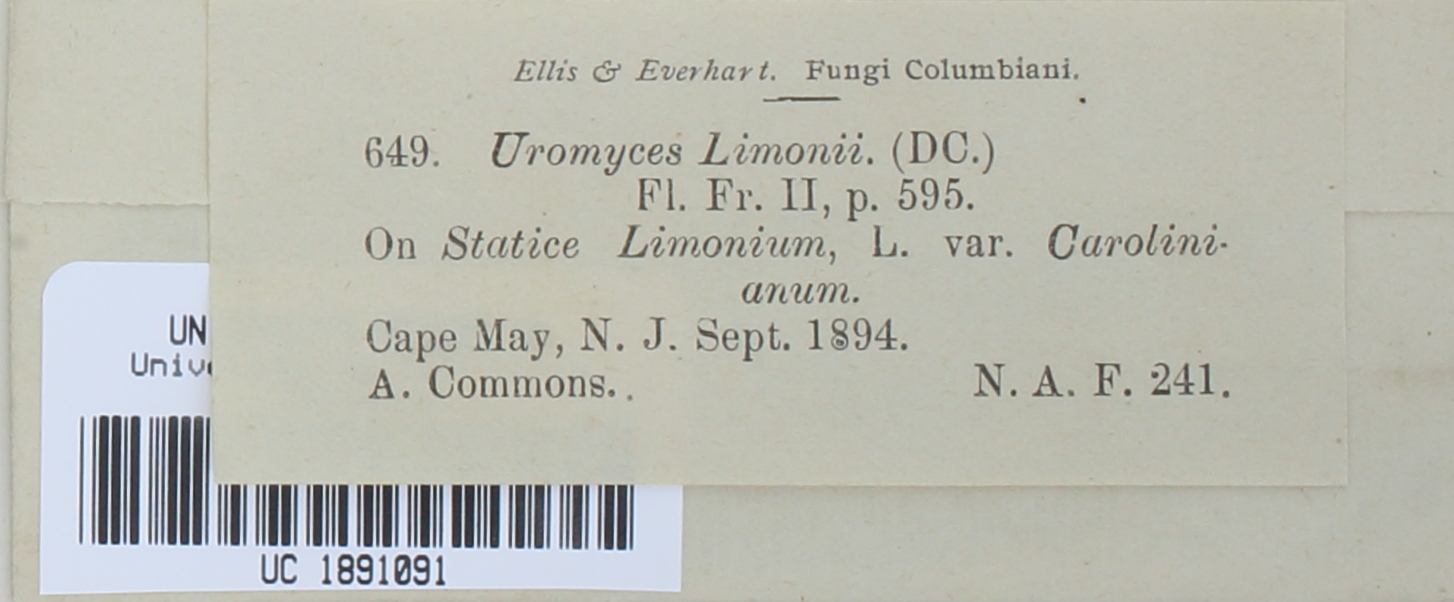 Ellis & Everhart. Fungi Columbiani.
649. Uromyces Limonii. (DC.)
Fl. Fr. II, p. 595.
On Statice Limonium, L. var. Carolini-
anum.
Cape May, N. J. Sept. 1894.
A. Commons. N. A. F. 241.
UN
Unive
UC 1891091